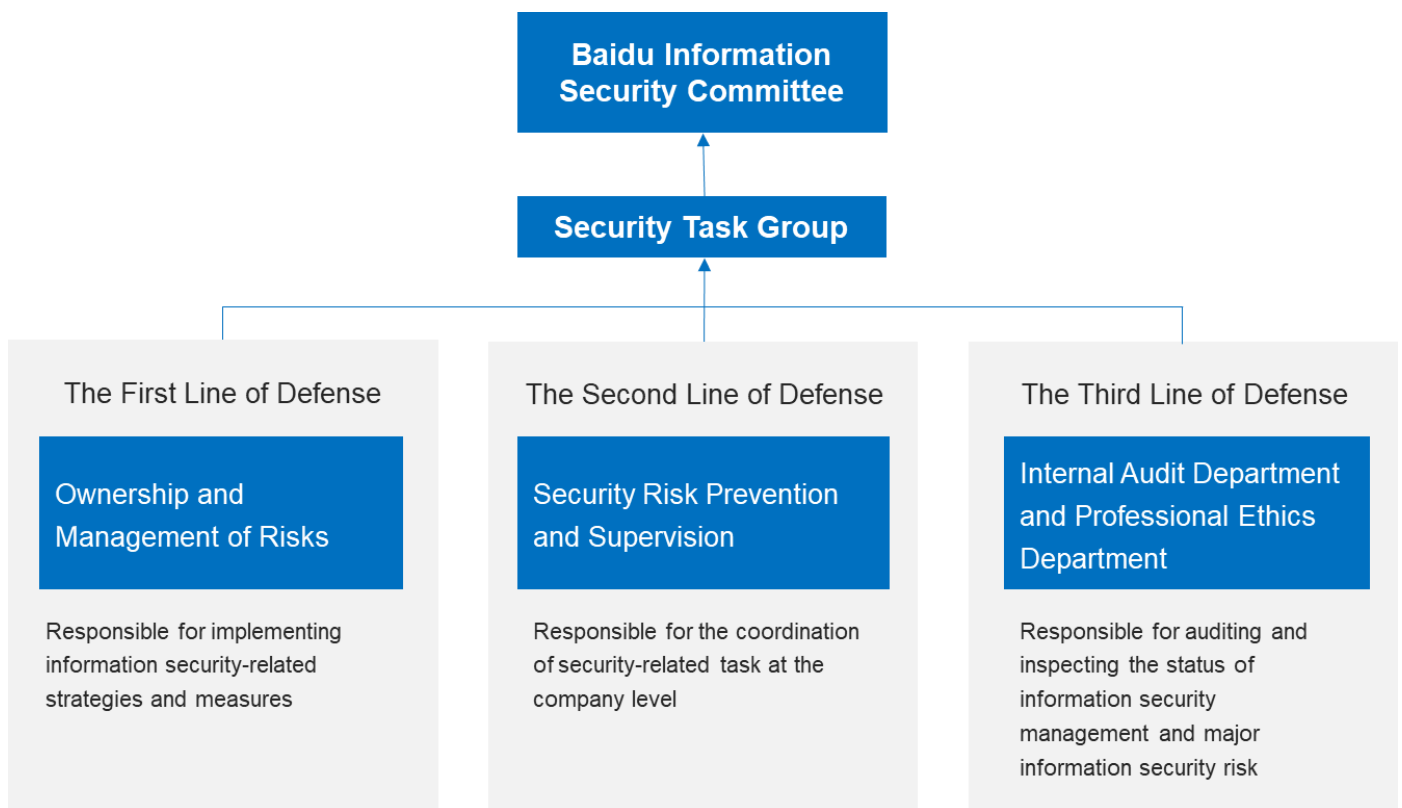 Baidu Information
Security Committee
Security Task Group
The First Line of Defense
Ownership and
Management of Risks
Responsible for implementing
information security-related
strategies and measures
The Second Line of Defense
Security Risk Prevention
and Supervision
Responsible for the coordination
of security-related task at the
company level
The Third Line of Defense
Internal Audit Department
and Professional Ethics
Department
Responsible for auditing and
inspecting the status of
information security
management and major
information security risk